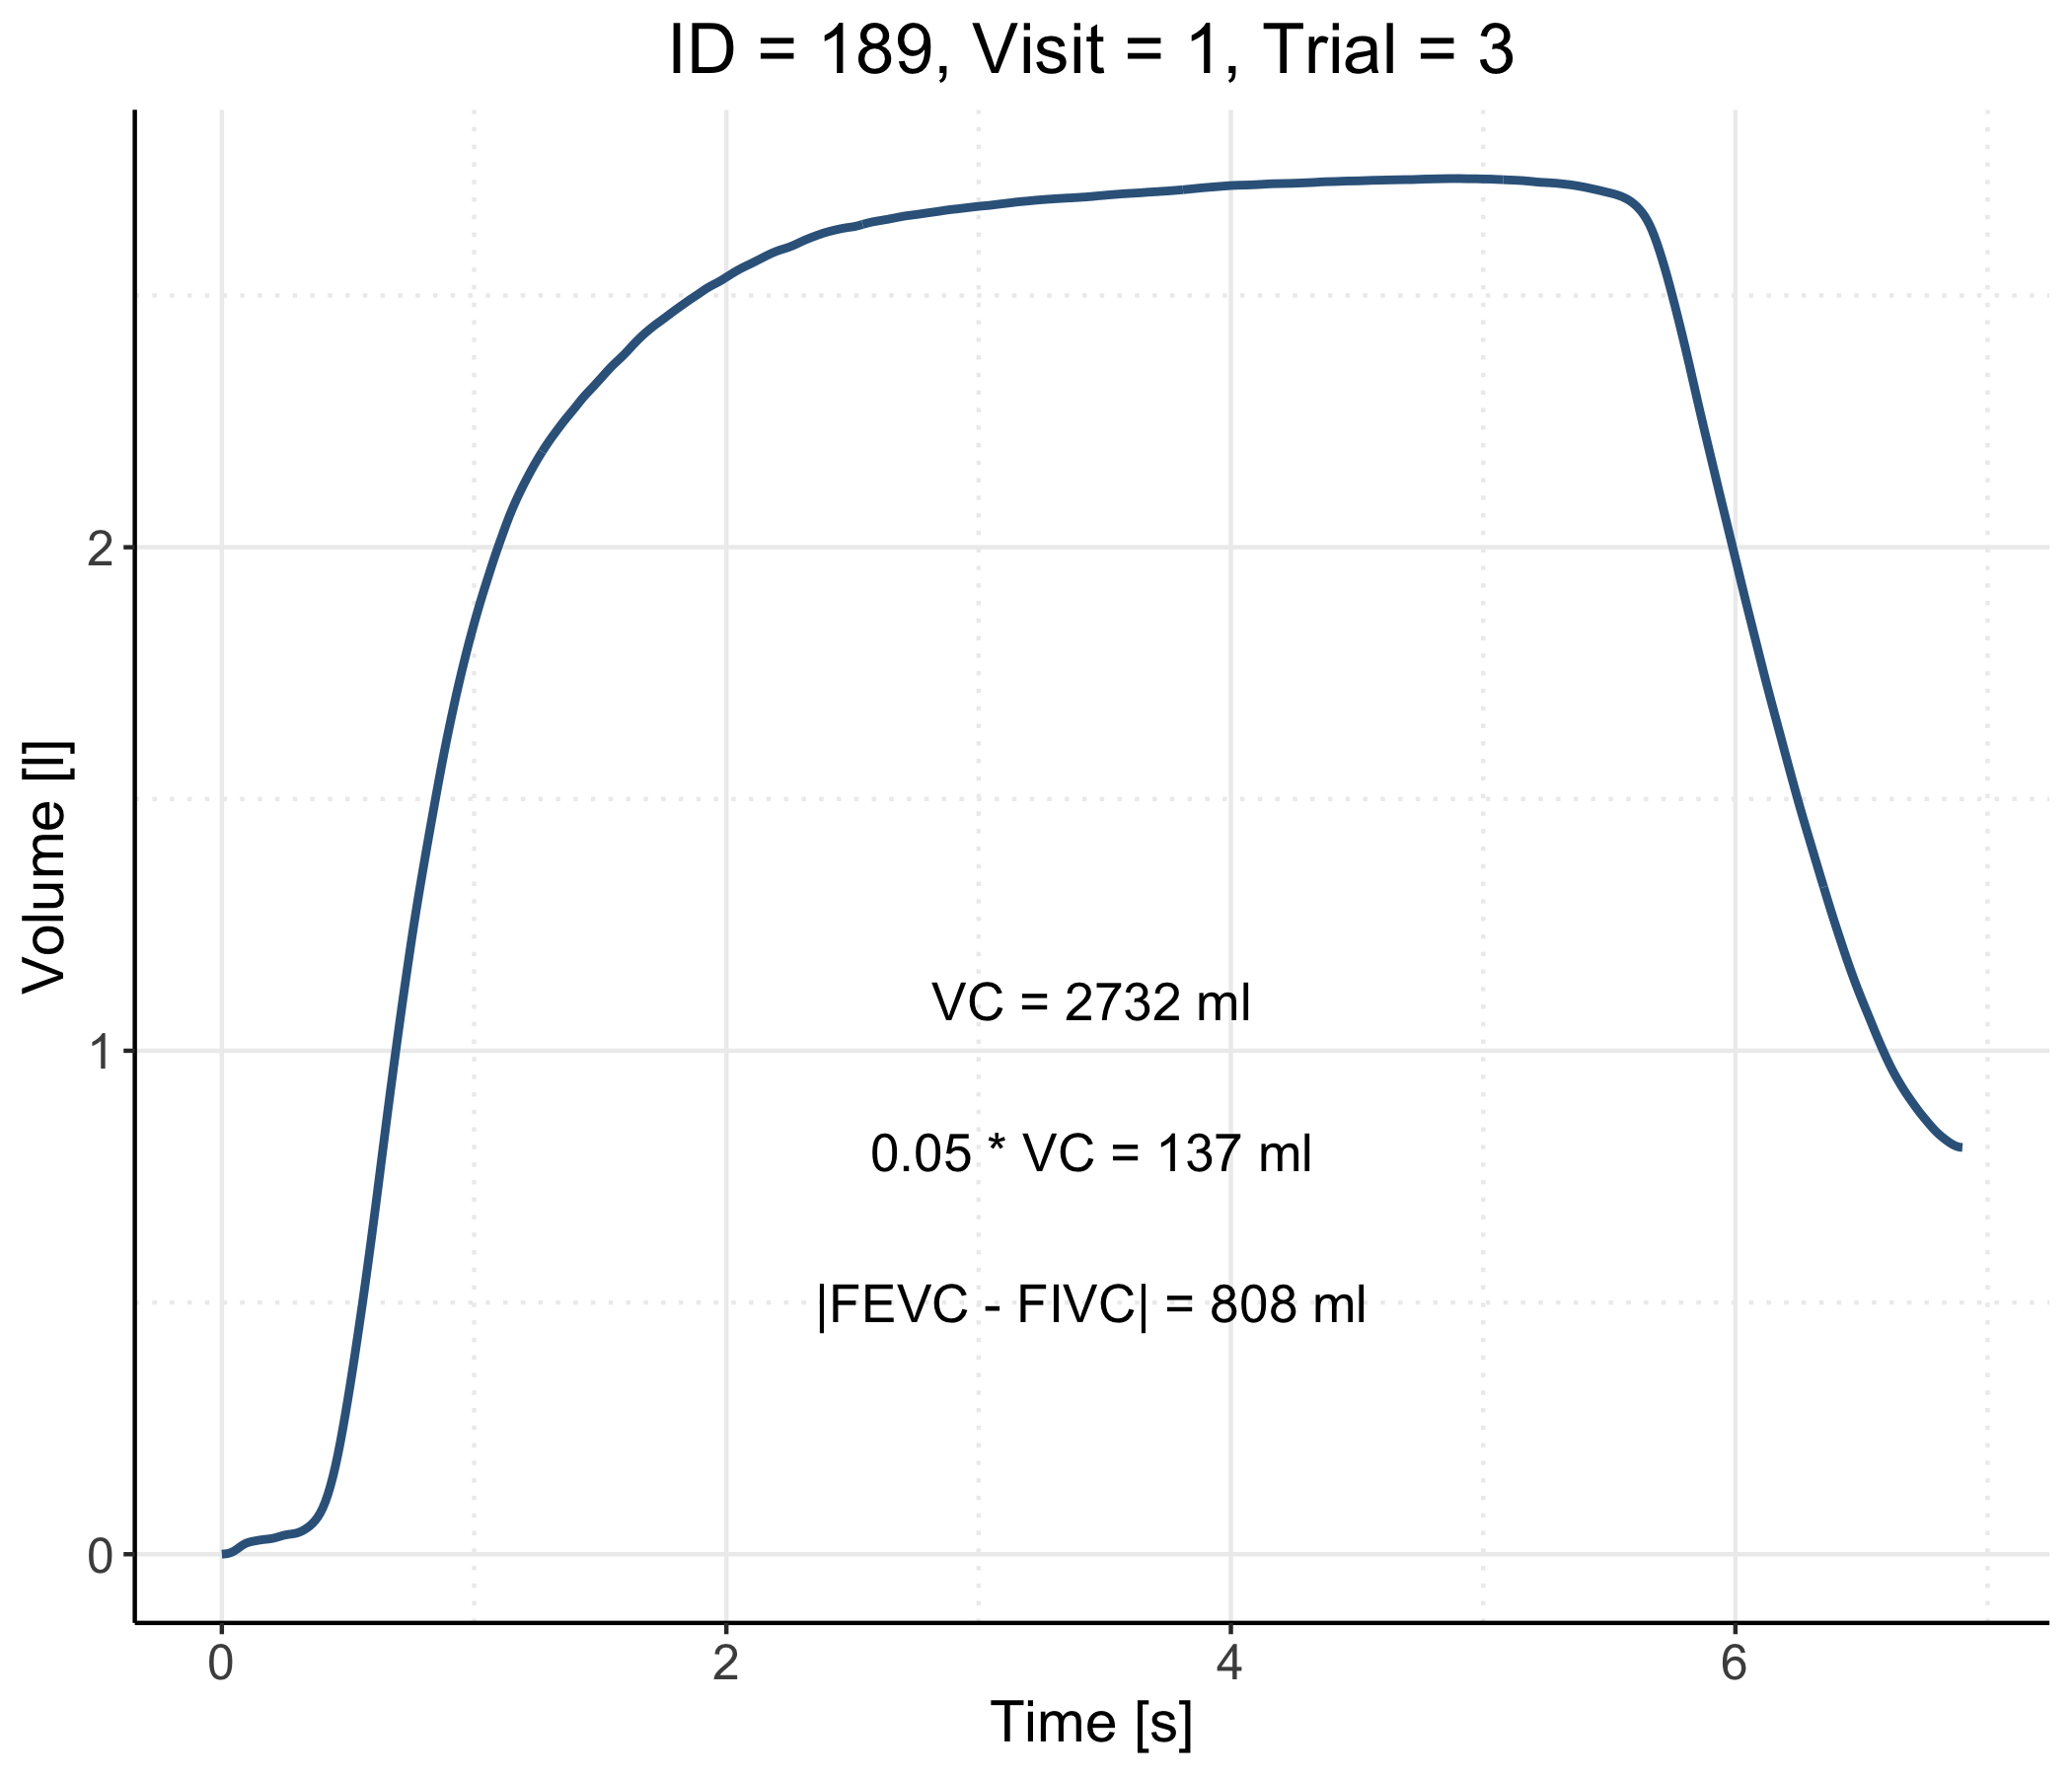 ID = 189, Visit = 1, Trial = 3
Volume [l]
2
1
0
VC = 2732 ml
0.05 * VC = 137 ml
|FEVC - FIVC| = 808 ml
0 2 4 6
Time [s]